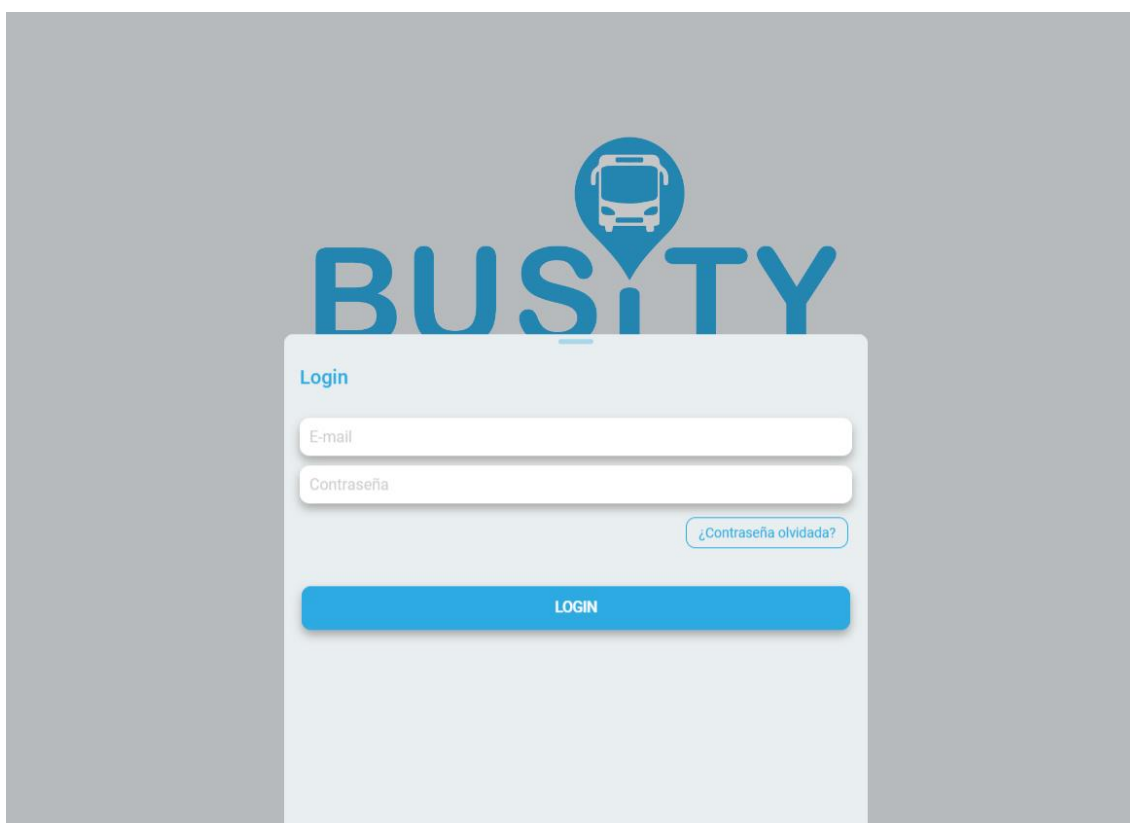 BUSiTY
Login
E-mail
Contraseña
¿Contraseña olvidada?
LOGIN